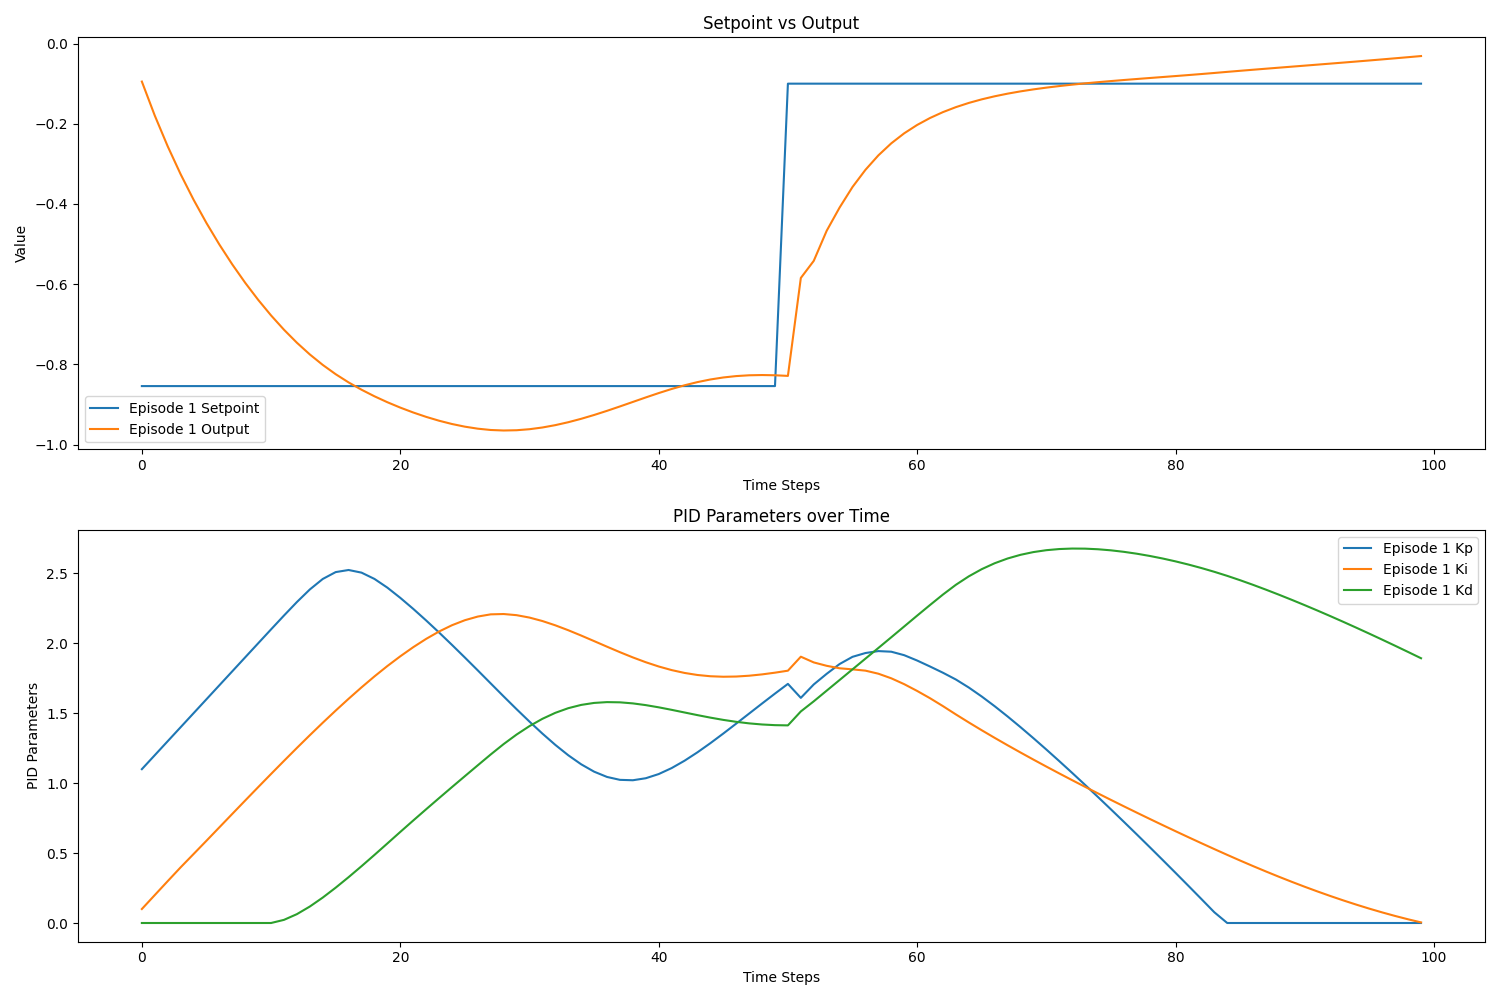 Setpoint vs Output
0.0
−0.2
−0.4
−0.6
−0.8
−1.0
Value
Episode 1 Setpoint
Episode 1 Output
0 20 40 60 80 100
Time Steps
PID Parameters over Time
2.5
2.0
1.5
1.0
0.5
0.0
PID Parameters
Episode 1 Kp
Episode 1 Ki
Episode 1 Kd
0 20 40 60 80 100
Time Steps